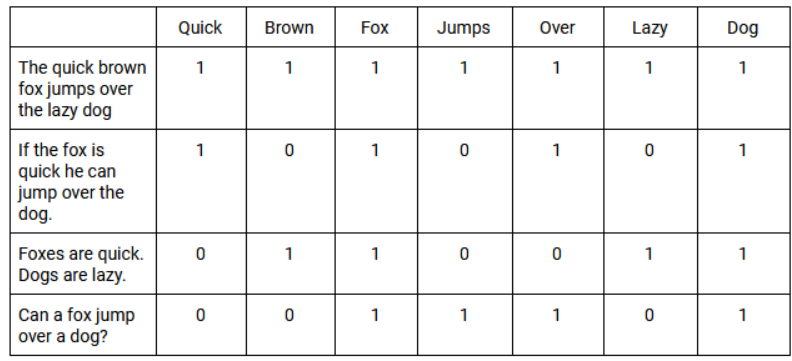 Quick Brown Fox Jumps Over Lazy Dog
The quick brown 1 1 1 1 1 1 1
fox jumps over
the lazy dog
If the fox is 1 0 1 0 1 0 1
quick he can
jump over the
dog.
Foxes are quick. 0 1 1 0 0 1 1
Dogs are lazy.
Can a fox jump 0 0 1 1 1 0 1
over a dog?